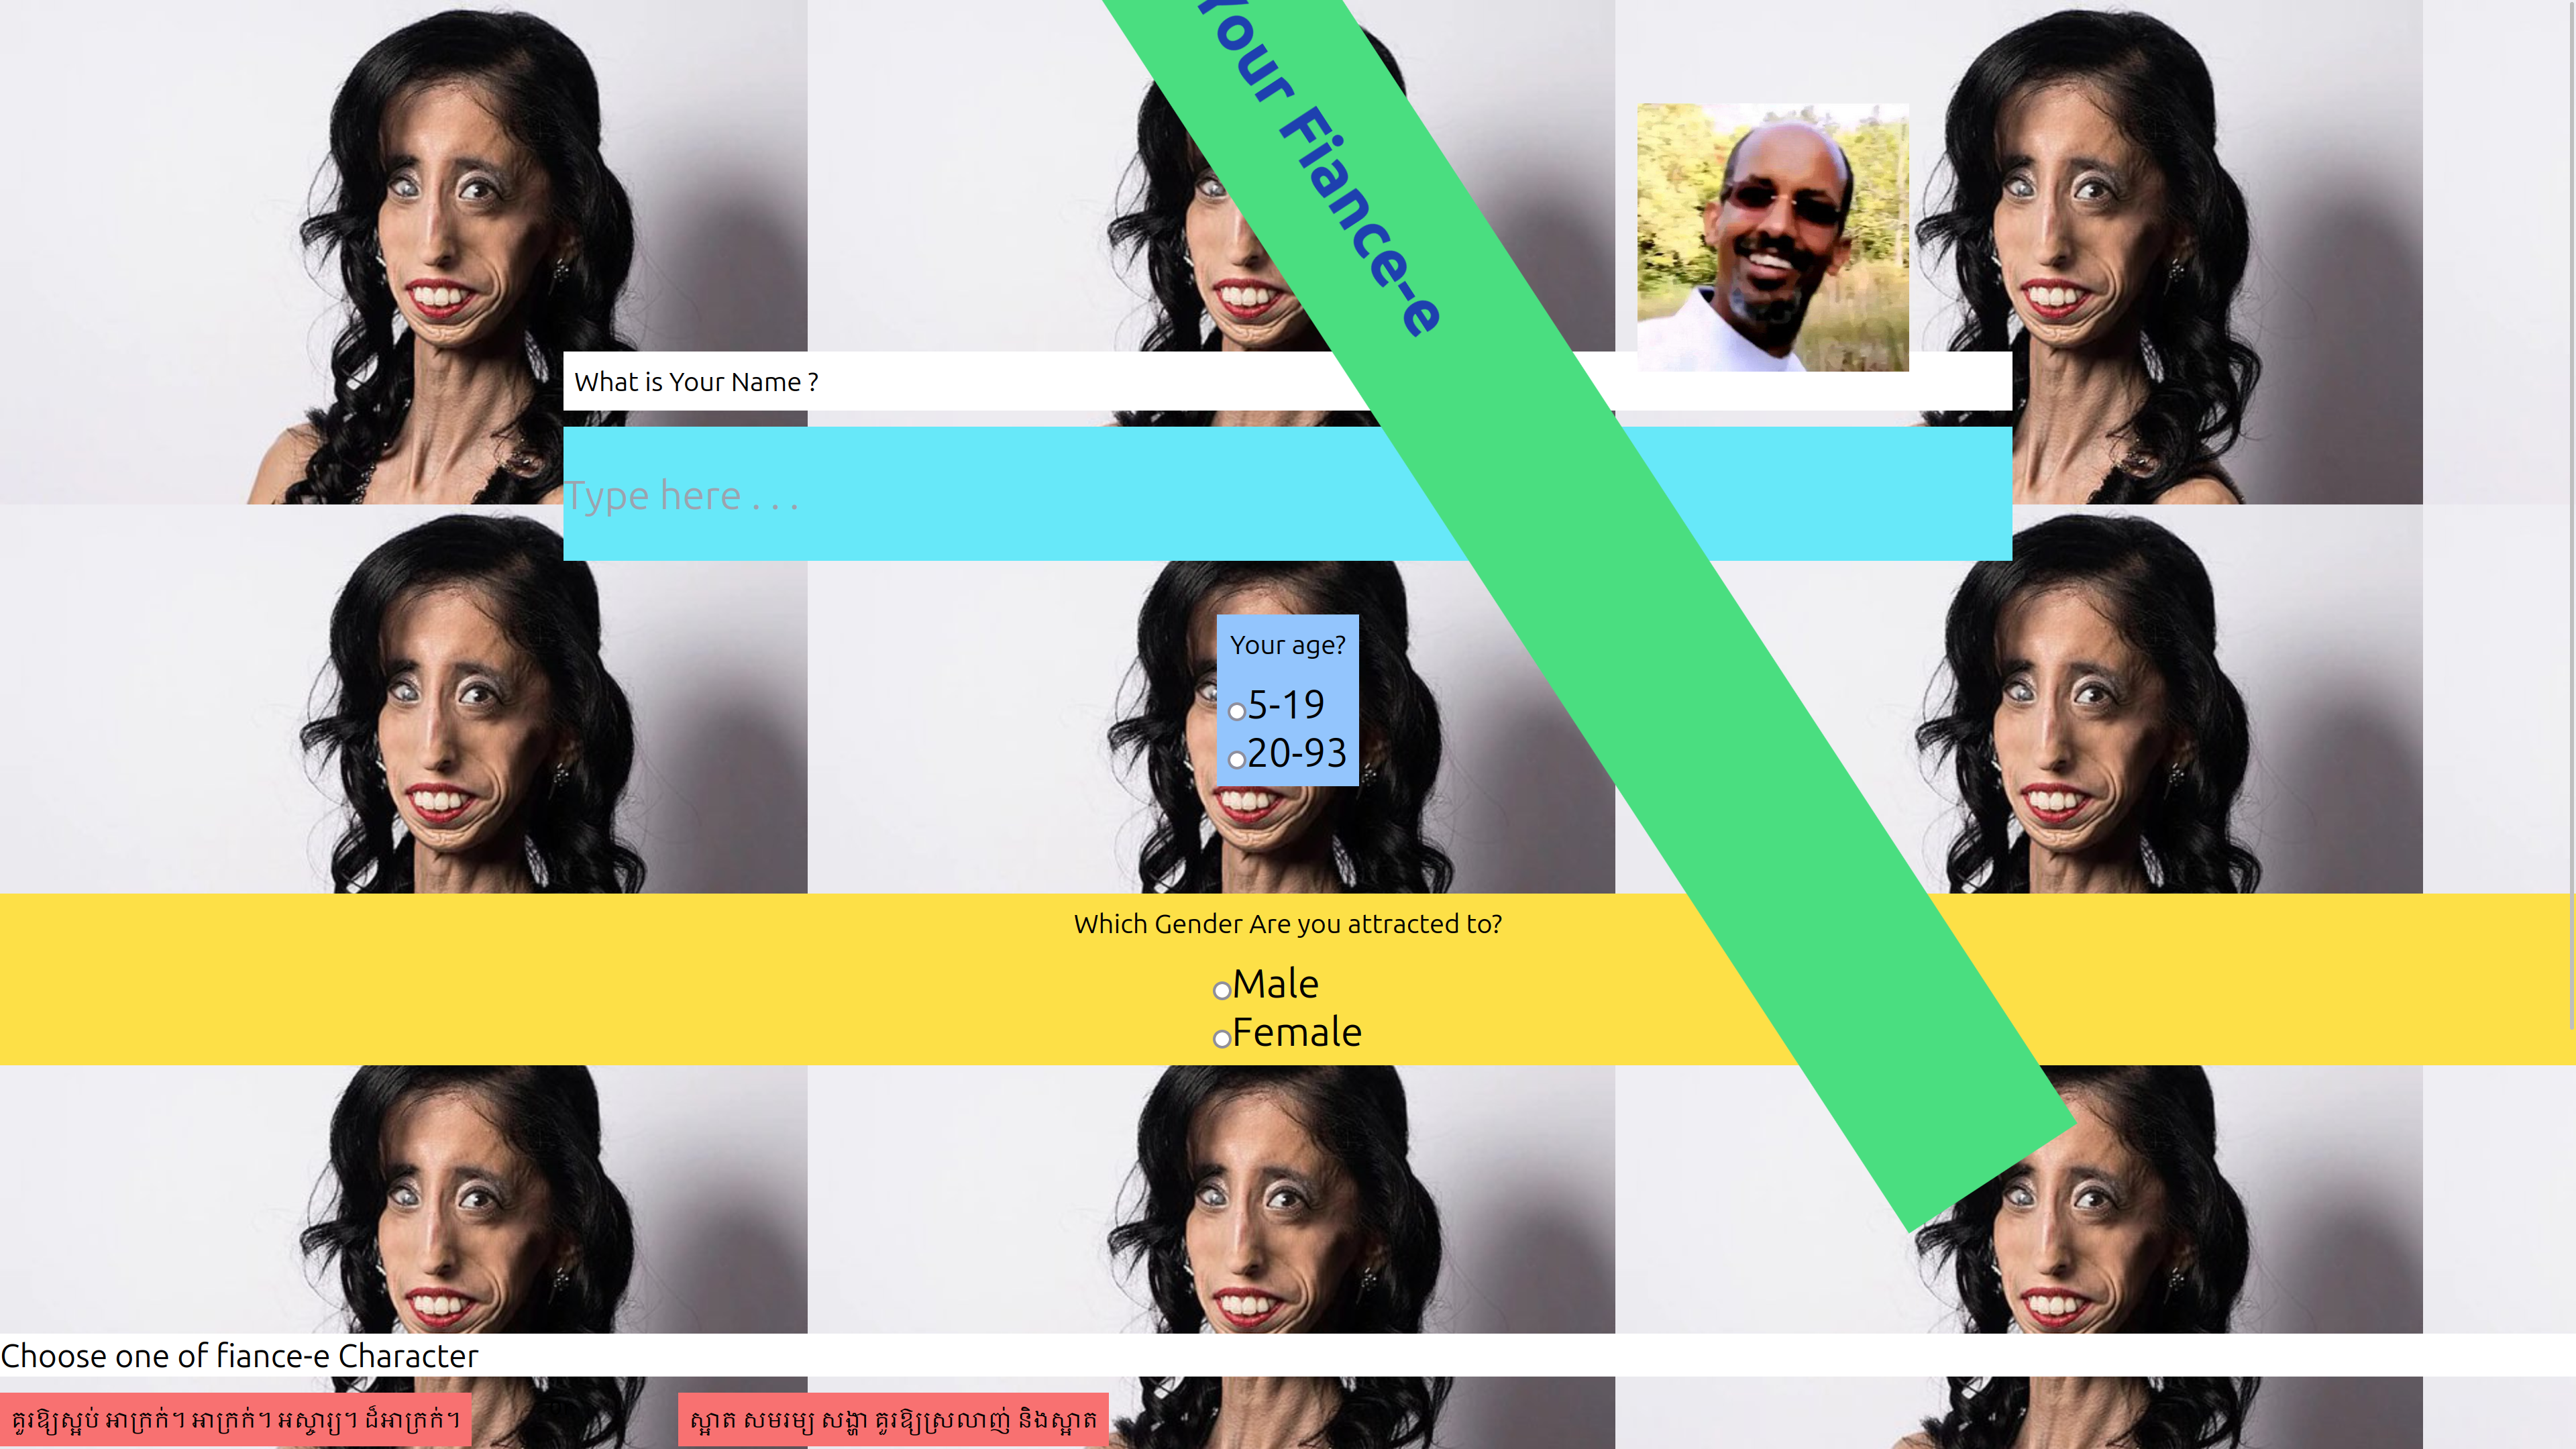 Your Fiance-e
What is Your Name ?
Type here . . .
Your age?
5-19
20-93
Which Gender Are you attracted to?
Male
Female
Choose one of fiance-e Character
គួរឱ្យស្អប់ អាក្រក់។ អាក្រក់។ អស្ចារ្យ។ ដ៏អាក្រក់។
ស្អាត សមរម្យ សង្ហា គួរឱ្យស្រលាញ់ និងស្អាត